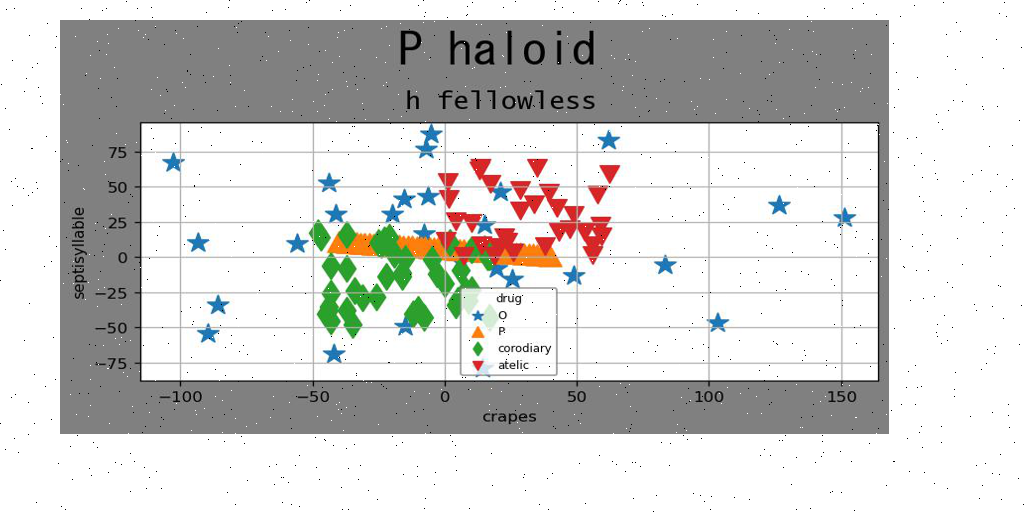 P haloid
h fellowless
septisyllable
75
50
25
0
−25
−50
−75
drug
O
P
corodiary
atelic
−100
−50
0
50
100
150
crapes